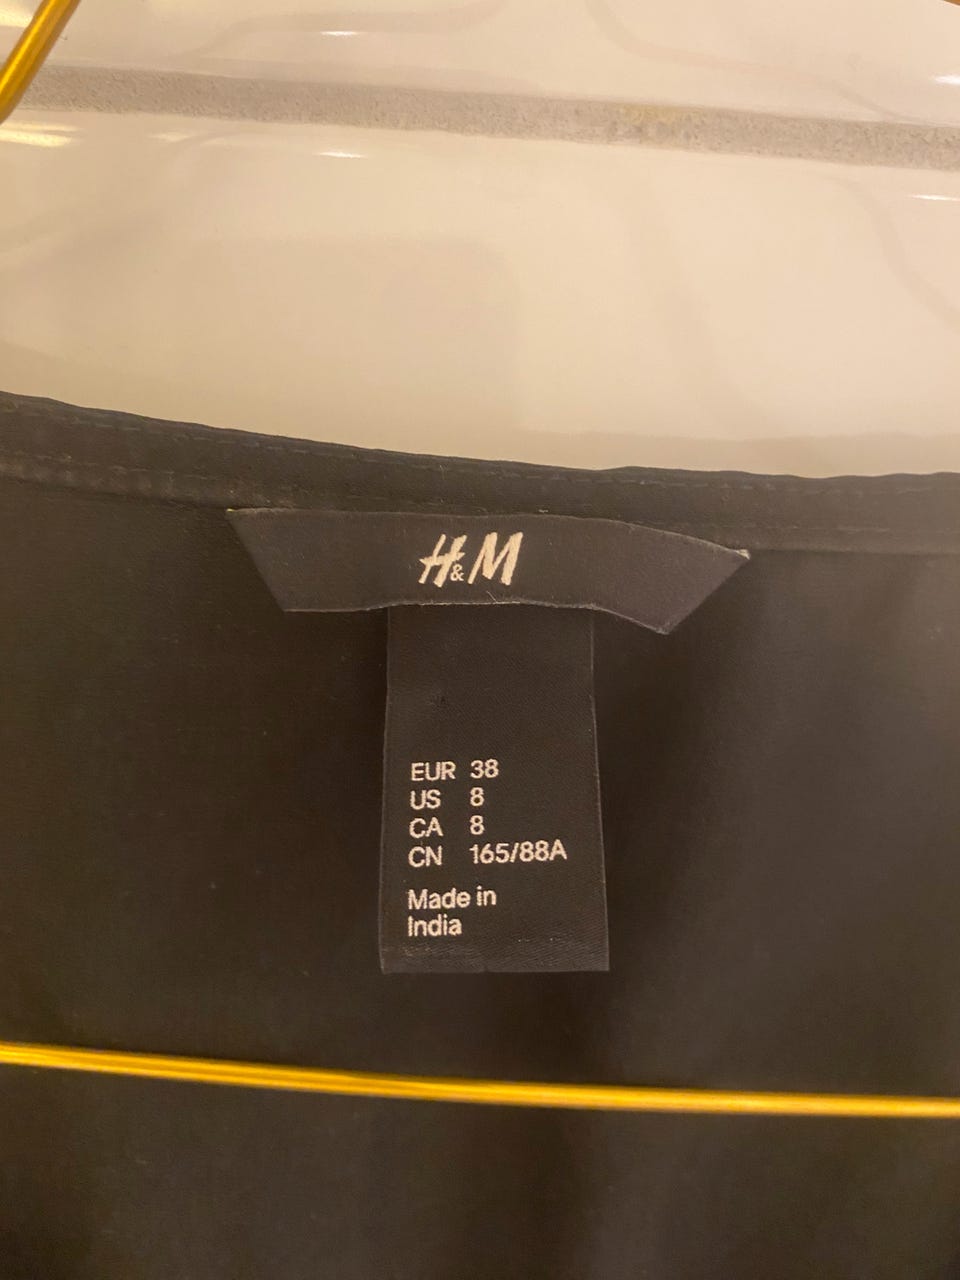 H&M
EUR 38
US 8
CA 8
CN 165/88A
Made in
India